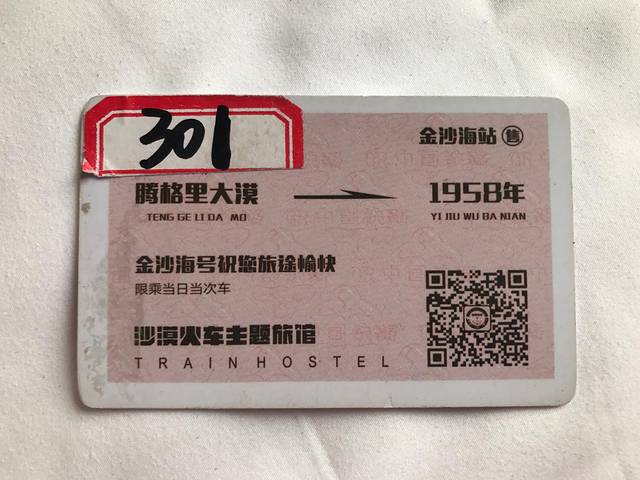 301
金沙海站 售
腾格里大漠 1958年
TENG GE LI DA MO YI JIU WU BA NIAN
金沙海号祝您旅途愉快
限乘当日当次车
沙漠火车主题旅馆
TRAIN HOSTEL